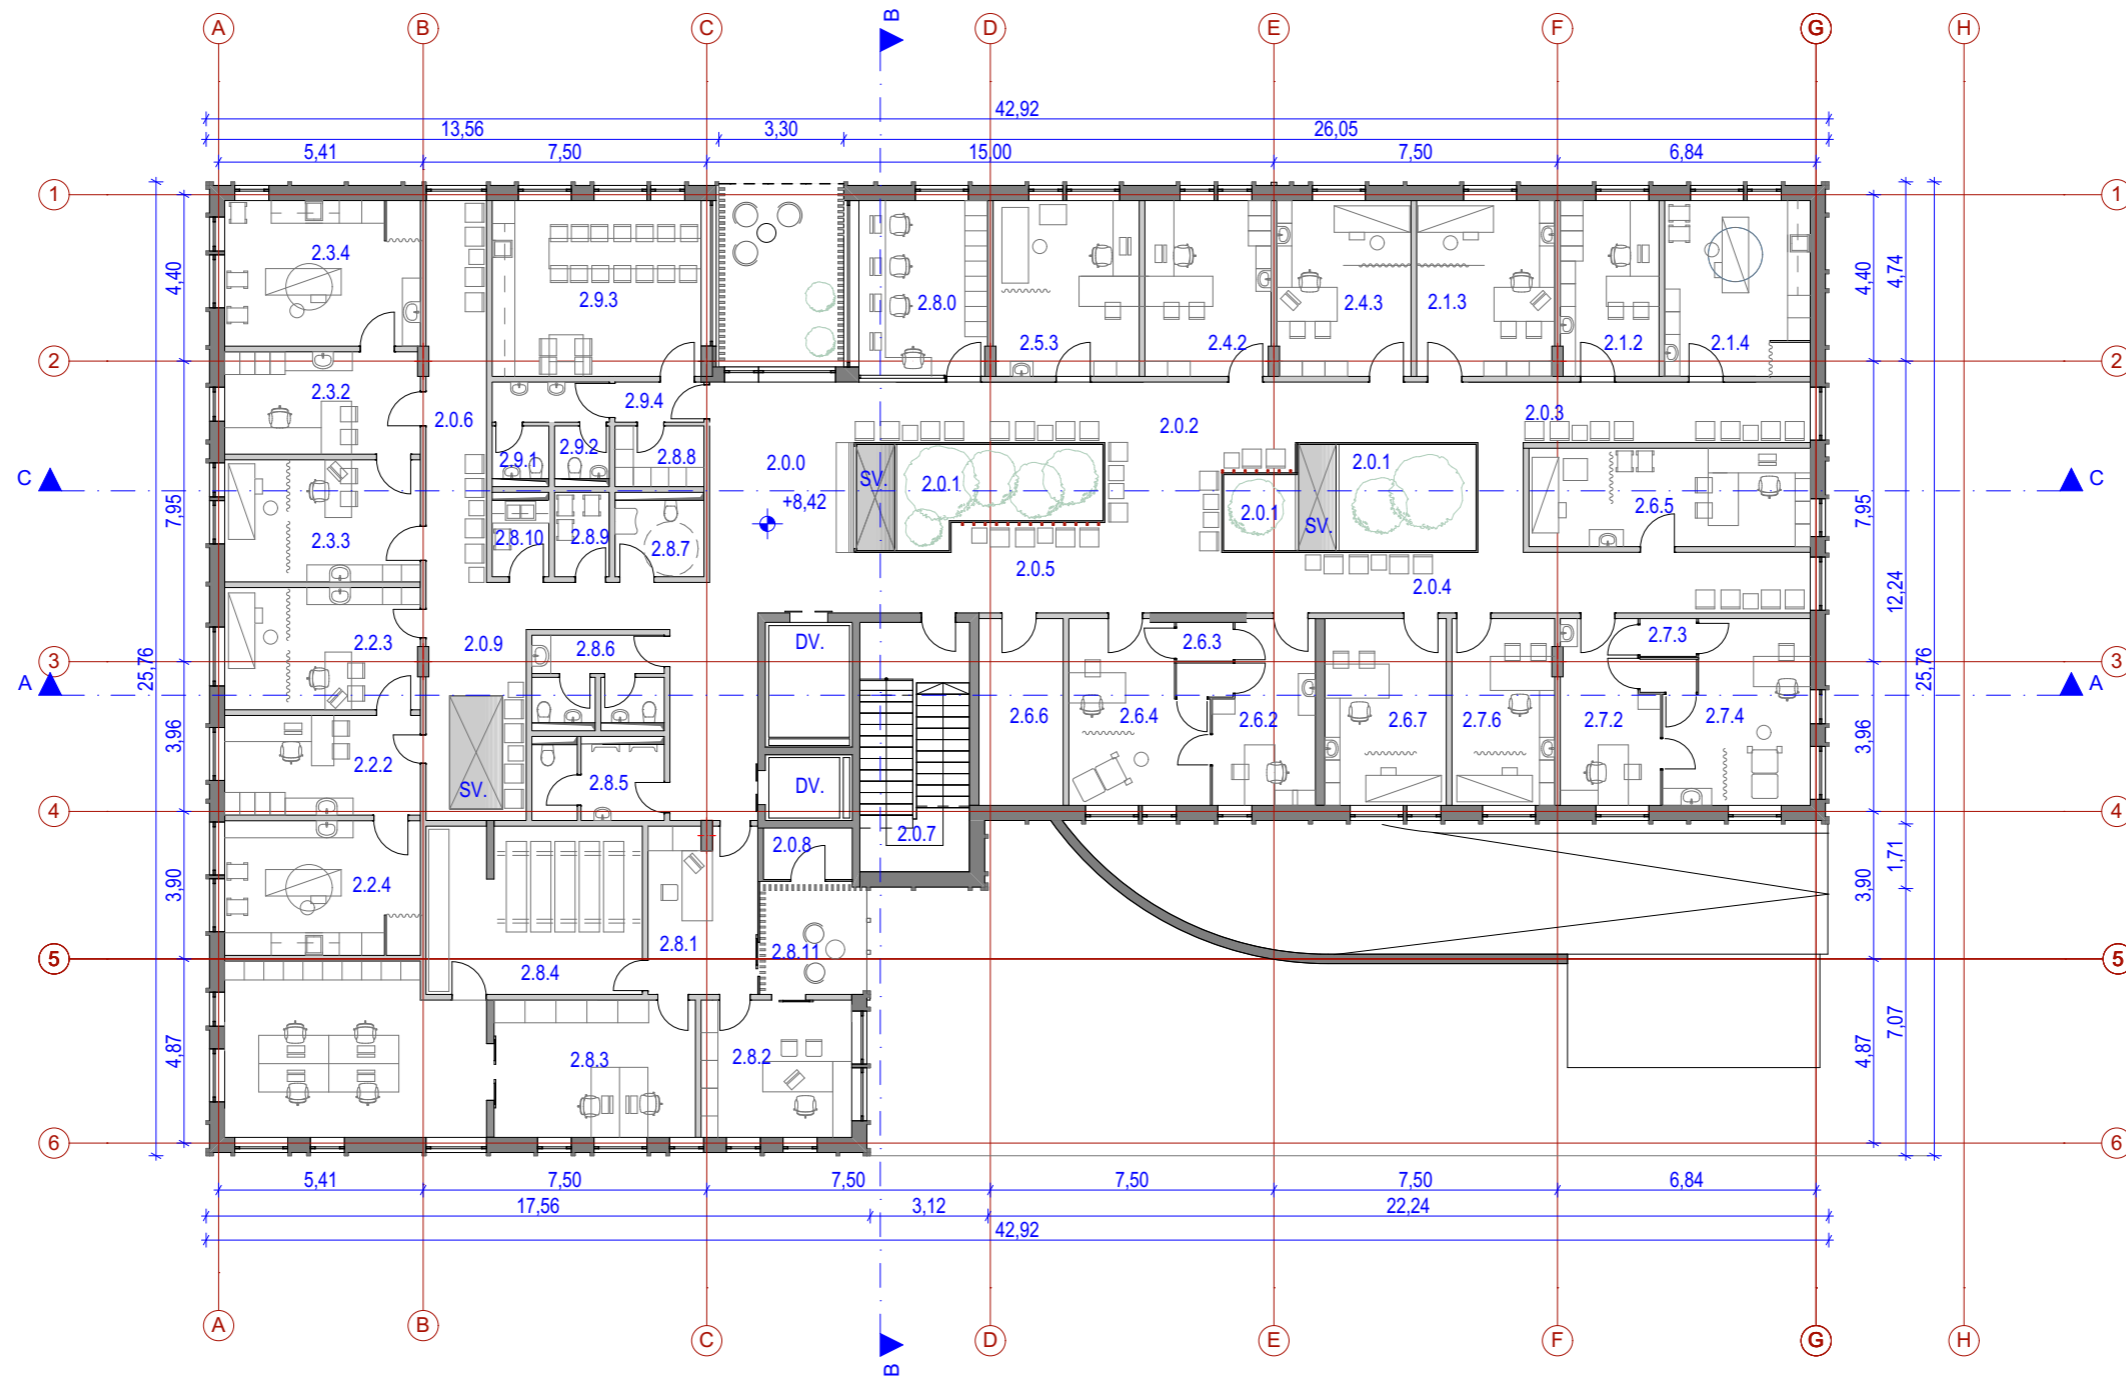 A B C B D E F G H
42,92
13,56 3,30 26,05
5,41 7,50 15,00 7,50 6,84
1 1
2.3.4 2.9.3 2.8.0 2.5.3 2.4.2 2.4.3 2.1.3 2.1.2 2.1.4
4,40 4,40 4,74
2 2
2.3.2 2.0.6 2.9.4 2.0.2 2.0.3
2.9.1 2.9.2 2.8.8 2.0.0 SV. 2.0.1 2.0.1
C C
7,95 2.3.3 2.8.10 2.8.9 2.8.7 +8,42 2.0.1 SV. 2.6.5 7,95
2.0.5 2.0.4 12,24
2.2.3 2.0.9 2.8.6 DV. 2.6.3 2.7.3
3 3
25,76 25,76
A A
2.6.6 2.6.4 2.6.2 2.6.7 2.7.6 2.7.2 2.7.4
3,96 2.2.2 SV. 2.8.5 DV. 3,96
4 4
2.0.8 2.0.7
3,90 2.2.4 3,90 1,71
2.8.4 2.8.1 2.8.11
5 5
4,87 2.8.3 2.8.2 4,87 7,07
6 6
5,41 7,50 7,50 7,50 7,50 6,84
17,56 3,12 22,24
42,92
A B C B D E F G H